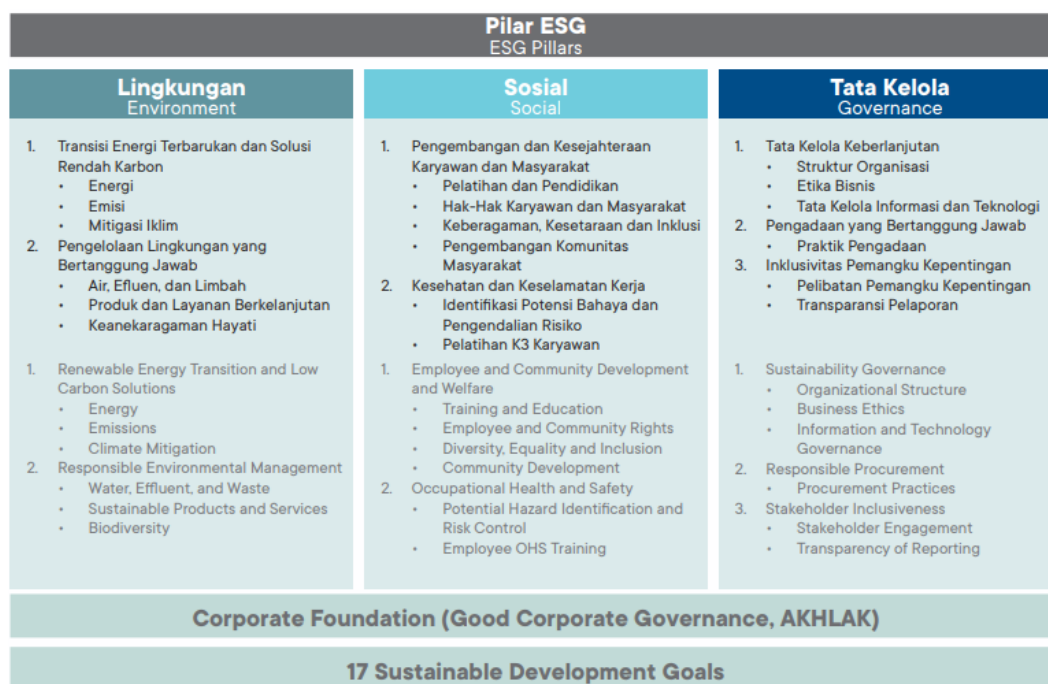 Pilar ESG
ESG Pillars
Lingkungan
Environment
1. Transisi Energi Terbarukan dan Solusi
Rendah Karbon
• Energi
• Emisi
• Mitigasi Iklim
2. Pengelolaan Lingkungan yang
Bertanggung Jawab
• Air, Efluen, dan Limbah
• Produk dan Layanan Berkelanjutan
• Keanekaragaman Hayati
1. Renewable Energy Transition and Low
Carbon Solutions
• Energy
• Emissions
• Climate Mitigation
2. Responsible Environmental Management
• Water, Effluent, and Waste
• Sustainable Products and Services
• Biodiversity
Sosial
Social
1. Pengembangan dan Kesejahteraan
Karyawan dan Masyarakat
• Pelatihan dan Pendidikan
• Hak-Hak Karyawan dan Masyarakat
• Keberagaman, Kesetaraan dan Inklusi
• Pengembangan Komunitas
Masyarakat
2. Kesehatan dan Keselamatan Kerja
• Identifikasi Potensi Bahaya dan
Pengendalian Risiko
• Pelatihan K3 Karyawan
1. Employee and Community Development
and Welfare
• Training and Education
• Employee and Community Rights
• Diversity, Equality and Inclusion
• Community Development
2. Occupational Health and Safety
• Potential Hazard Identification and
Risk Control
• Employee OHS Training
Tata Kelola
Governance
1. Tata Kelola Keberlanjutan
• Struktur Organisasi
• Etika Bisnis
• Tata Kelola Informasi dan Teknologi
2. Pengadaan yang Bertanggung Jawab
• Praktik Pengadaan
3. Inklusivitas Pemangku Kepentingan
• Pelibatan Pemangku Kepentingan
• Transparansi Pelaporan
1. Sustainability Governance
• Organizational Structure
• Business Ethics
• Information and Technology
Governance
2. Responsible Procurement
• Procurement Practices
3. Stakeholder Inclusiveness
• Stakeholder Engagement
• Transparency of Reporting
Corporate Foundation (Good Corporate Governance, AKHLAK)
17 Sustainable Development Goals